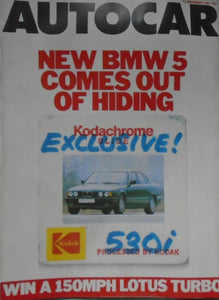 AUTOCAR
NEW BMW 5
COMES OUT
OF HIDING
Kodachrome
SLIDE
EXCLUSIVE!
Kodak
530i
PROCESSED BY KODAK
WIN A 150MPH LOTUS TURBO